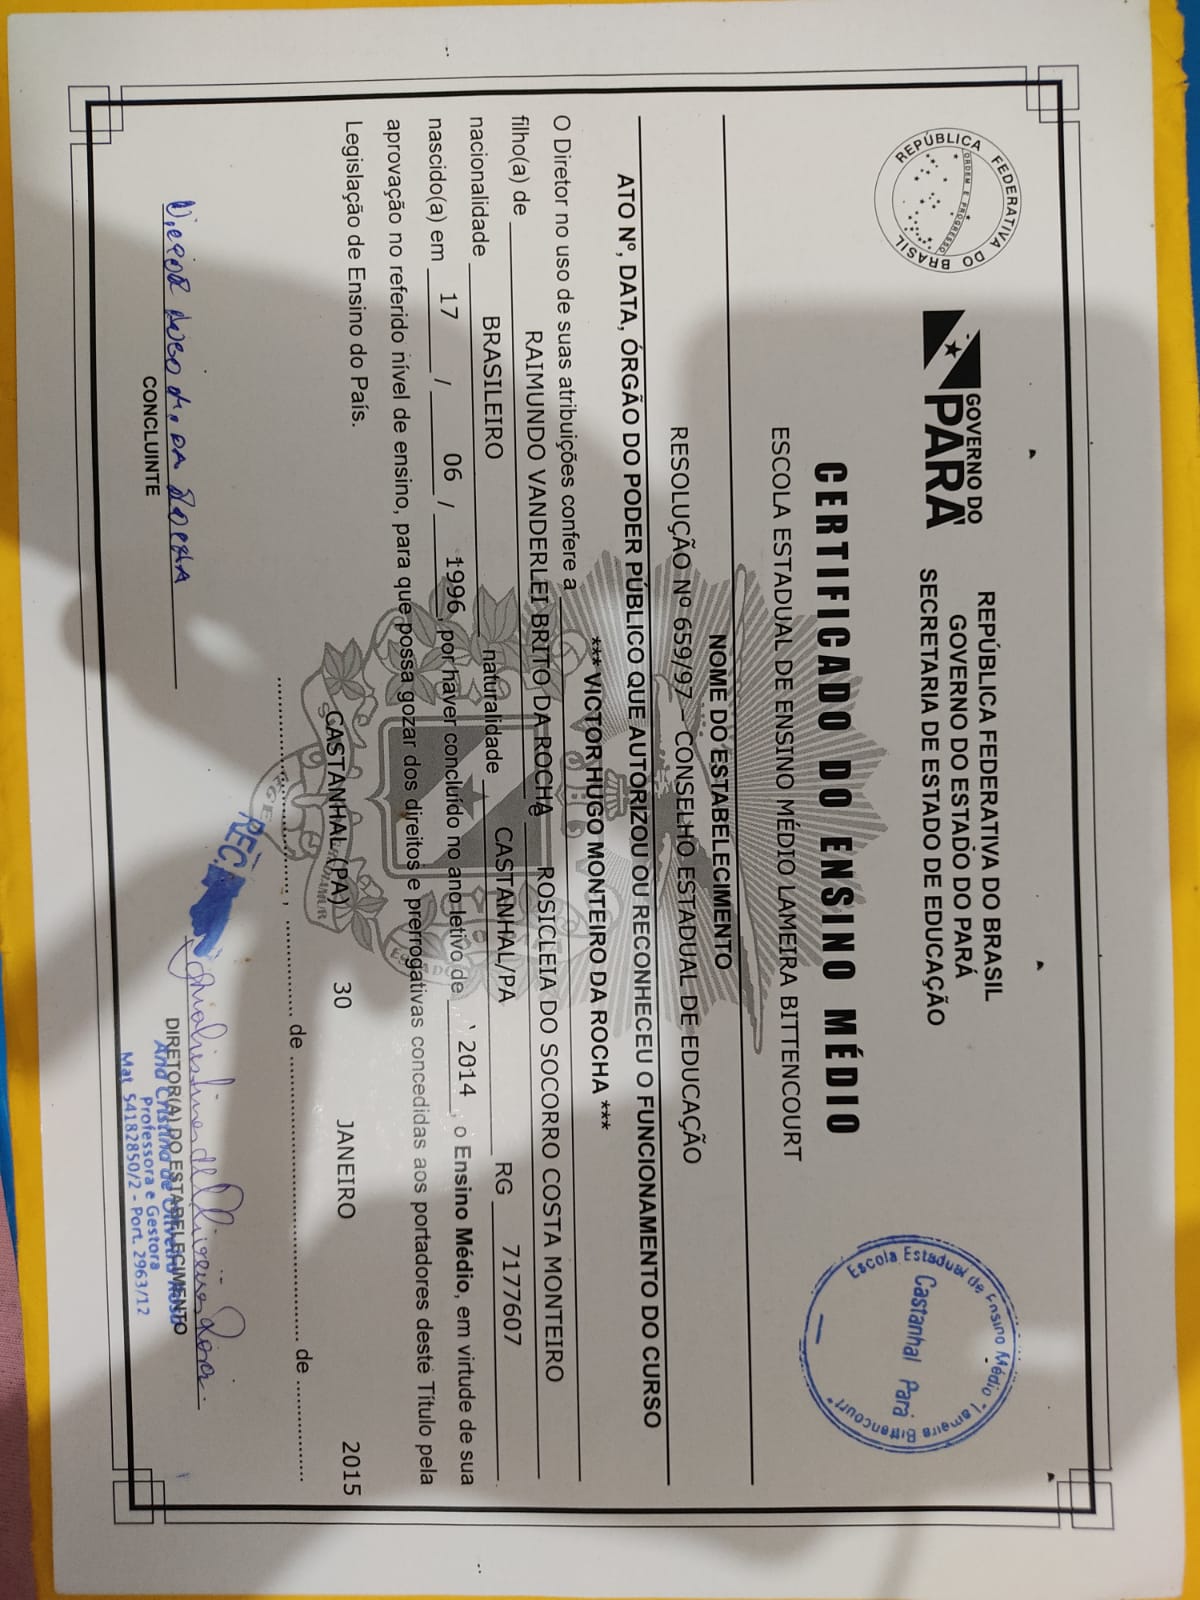 REPÚBLICA FEDERATIVA DO BRASIL
ORDEM E PROGRESSO
GOVERNO DO
PARÁ
REPÚBLICA FEDERATIVA DO BRASIL
GOVERNO DO ESTADO DO PARÁ
SECRETARIA DE ESTADO DE EDUCAÇÃO
Escola Estadual de Ensino Médio "Lameira Bittencourt"
Castanhal Pará
CERTIFICADO DO ENSINO MÉDIO
ESCOLA ESTADUAL DE ENSINO MÉDIO LAMEIRA BITTENCOURT
NOME DO ESTABELECIMENTO
RESOLUÇÃO Nº 659/97 – CONSELHO ESTADUAL DE EDUCAÇÃO
ATO Nº, DATA, ÓRGÃO DO PODER PÚBLICO QUE AUTORIZOU OU RECONHECEU O FUNCIONAMENTO DO CURSO
O Diretor no uso de suas atribuições confere a *** VICTOR HUGO MONTEIRO DA ROCHA ***
filho(a) de RAIMUNDO VANDERLEI BRITO DA ROCHA e ROSICLEIA DO SOCORRO COSTA MONTEIRO
nacionalidade BRASILEIRO naturalidade CASTANHAL/PA RG 7177607
nascido(a) em 17 / 06 / 1996, por haver concluído no ano letivo de 2014, o Ensino Médio, em virtude de sua
aprovação no referido nível de ensino, para que possa gozar dos direitos e prerrogativas concedidas aos portadores deste Título pela
Legislação de Ensino do País.
CASTANHAL (PA), 30 de JANEIRO de 2015
REC.
CONCLUINTE
DIRETOR(A) DO ESTABELECIMENTO
Ana Cristina de Oliveira Rosa
Professora e Gestora
Mat 54182850/2 - Port. 2963/12